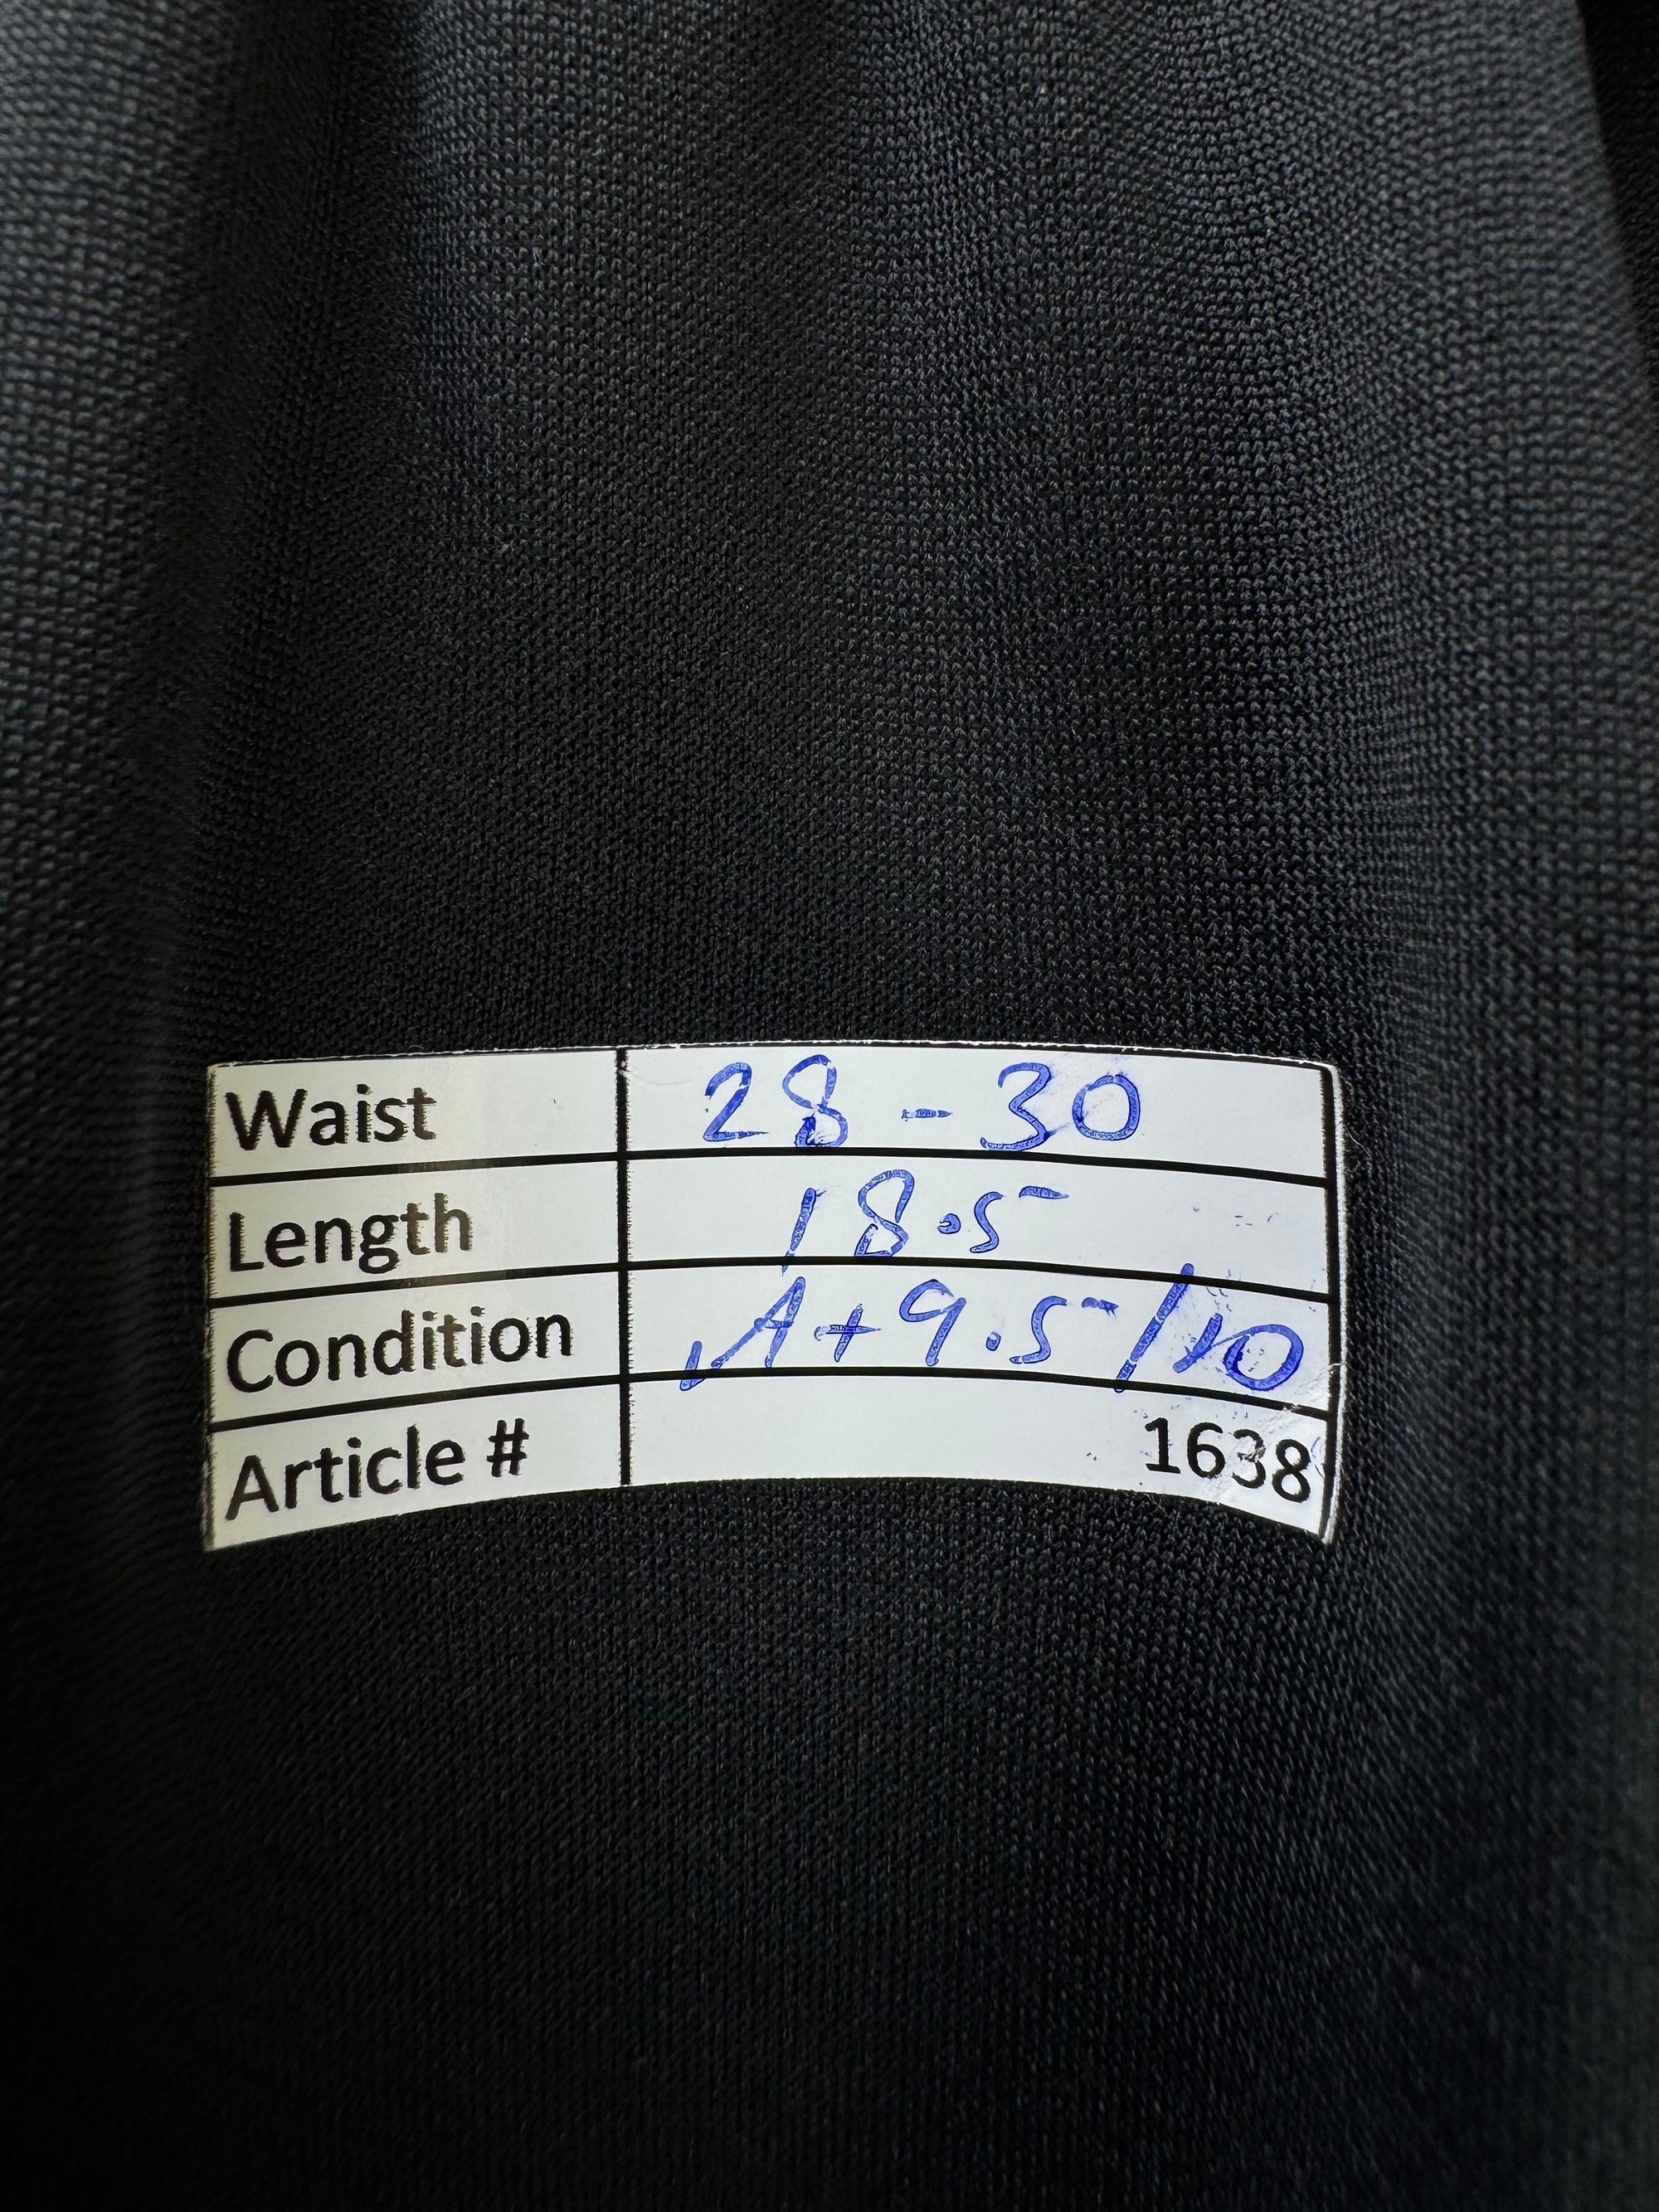 Waist 28 - 30
Length 18.5
Condition A+ 9.5/10
Article # 1638